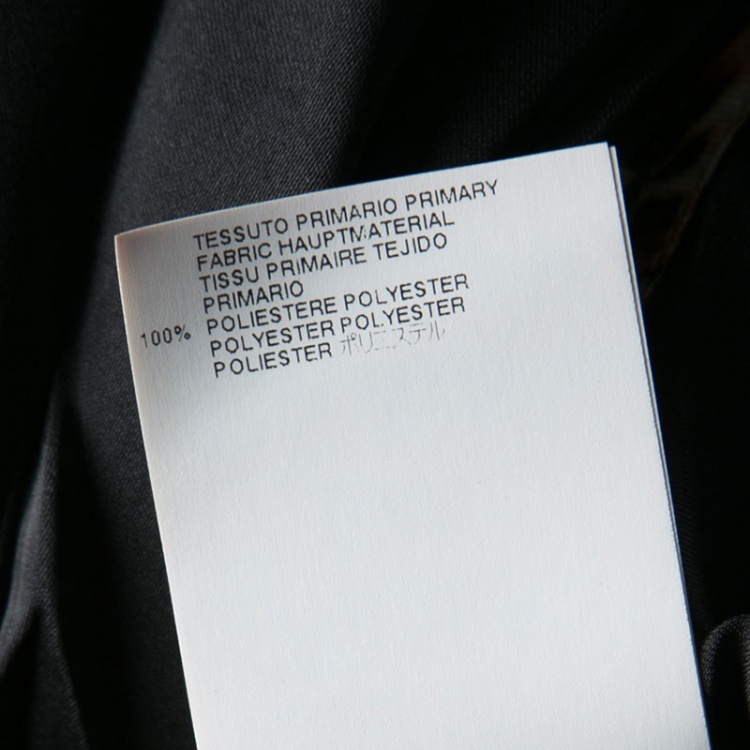 TESSUTO PRIMARIO PRIMARY
FABRIC HAUPTMATERIAL
TISSU PRIMAIRE TEJIDO
PRIMARIO
100% POLIESTERE POLYESTER
POLYESTER POLYESTER
POLIESTER ポリエステル